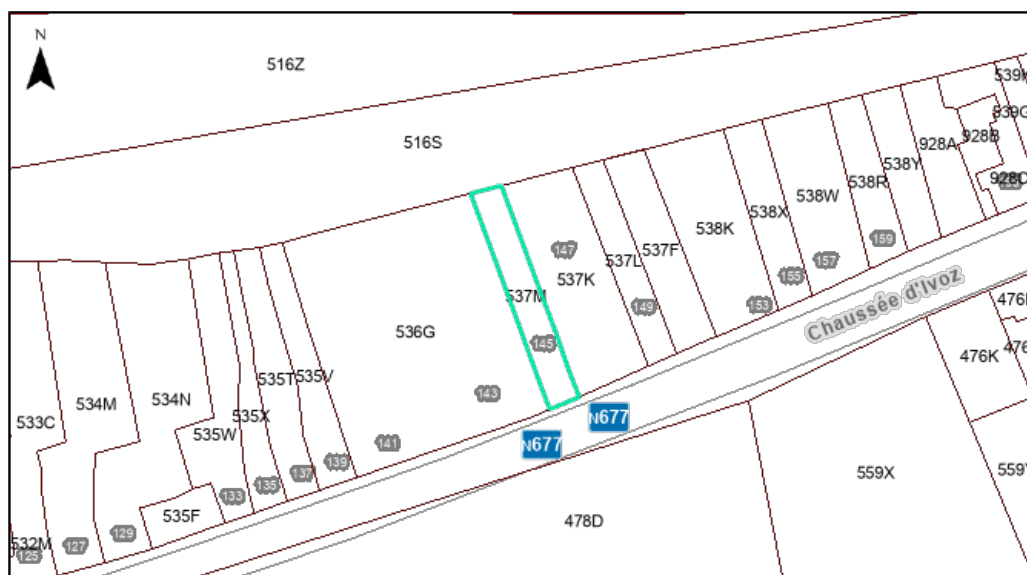 N
516Z
516S
539G
928B
928A
538Y
538R
538W
538X
538K
537F
537L
537K
537M
147
145
149
153
155
157
159
Chaussée d'Ivoz
536G
143
141
139
137
135
133
535V
535T
535X
535W
534N
534M
533C
535F
129
127
125
532M
N677
N677
478D
559X
476K